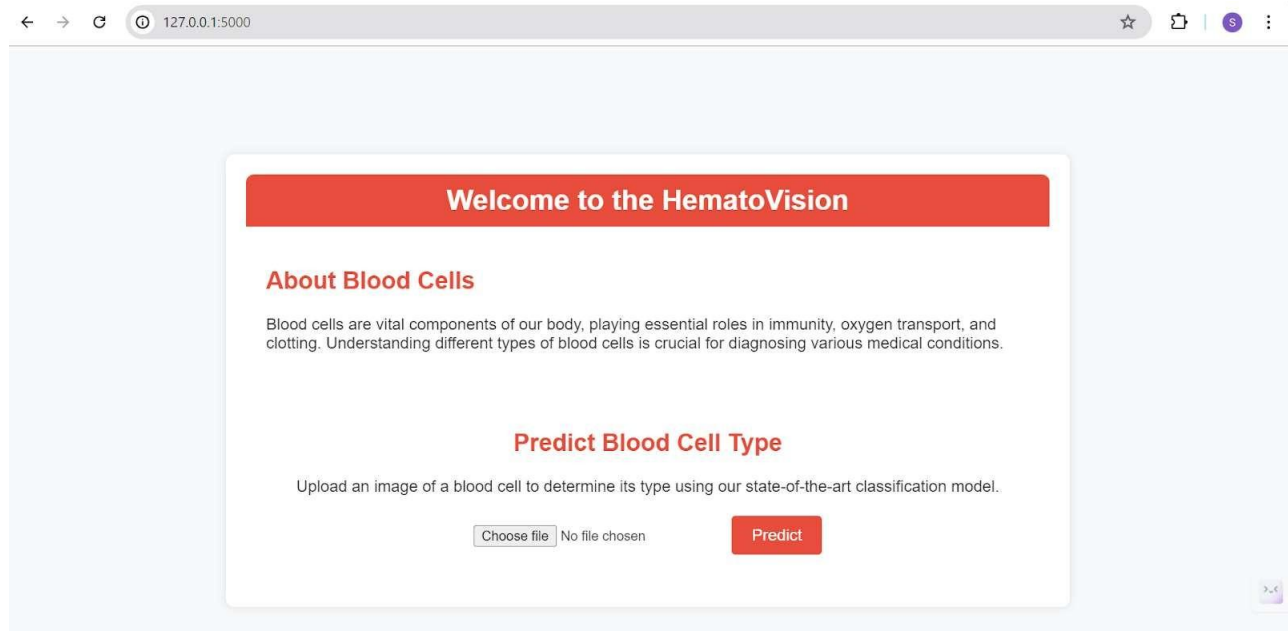 127.0.0.1:5000
S
Welcome to the HematoVision
About Blood Cells
Blood cells are vital components of our body, playing essential roles in immunity, oxygen transport, and
clotting. Understanding different types of blood cells is crucial for diagnosing various medical conditions.
Predict Blood Cell Type
Upload an image of a blood cell to determine its type using our state-of-the-art classification model.
Choose file No file chosen Predict